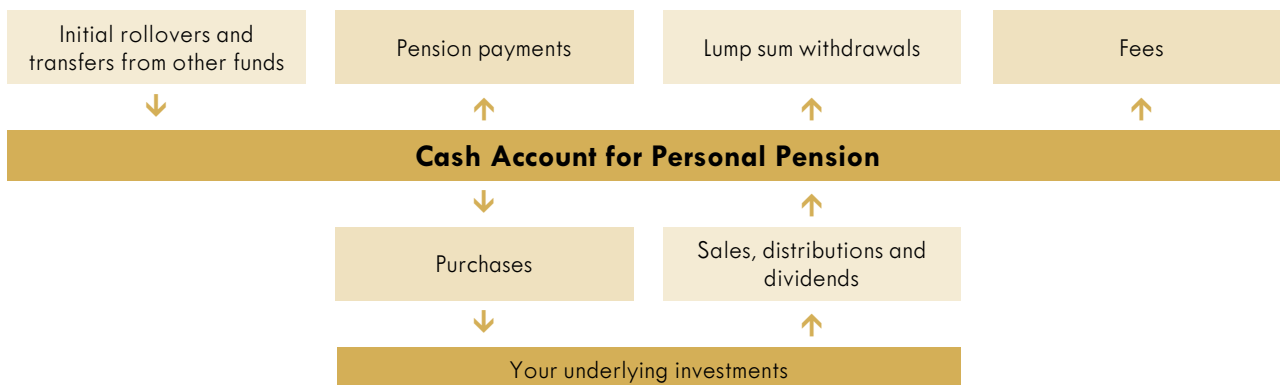 Initial rollovers and
transfers from other funds
Pension payments
Lump sum withdrawals
Fees
Cash Account for Personal Pension
Purchases
Sales, distributions and
dividends
Your underlying investments